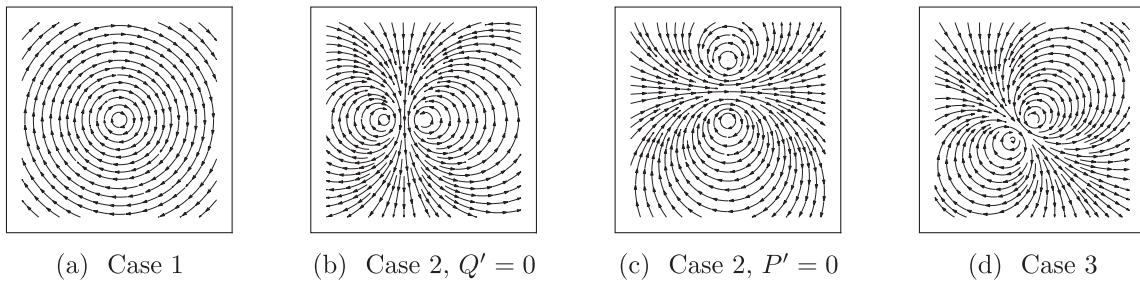 (a) Case 1
(b) Case 2, Q′ = 0
(c) Case 2, P′ = 0
(d) Case 3